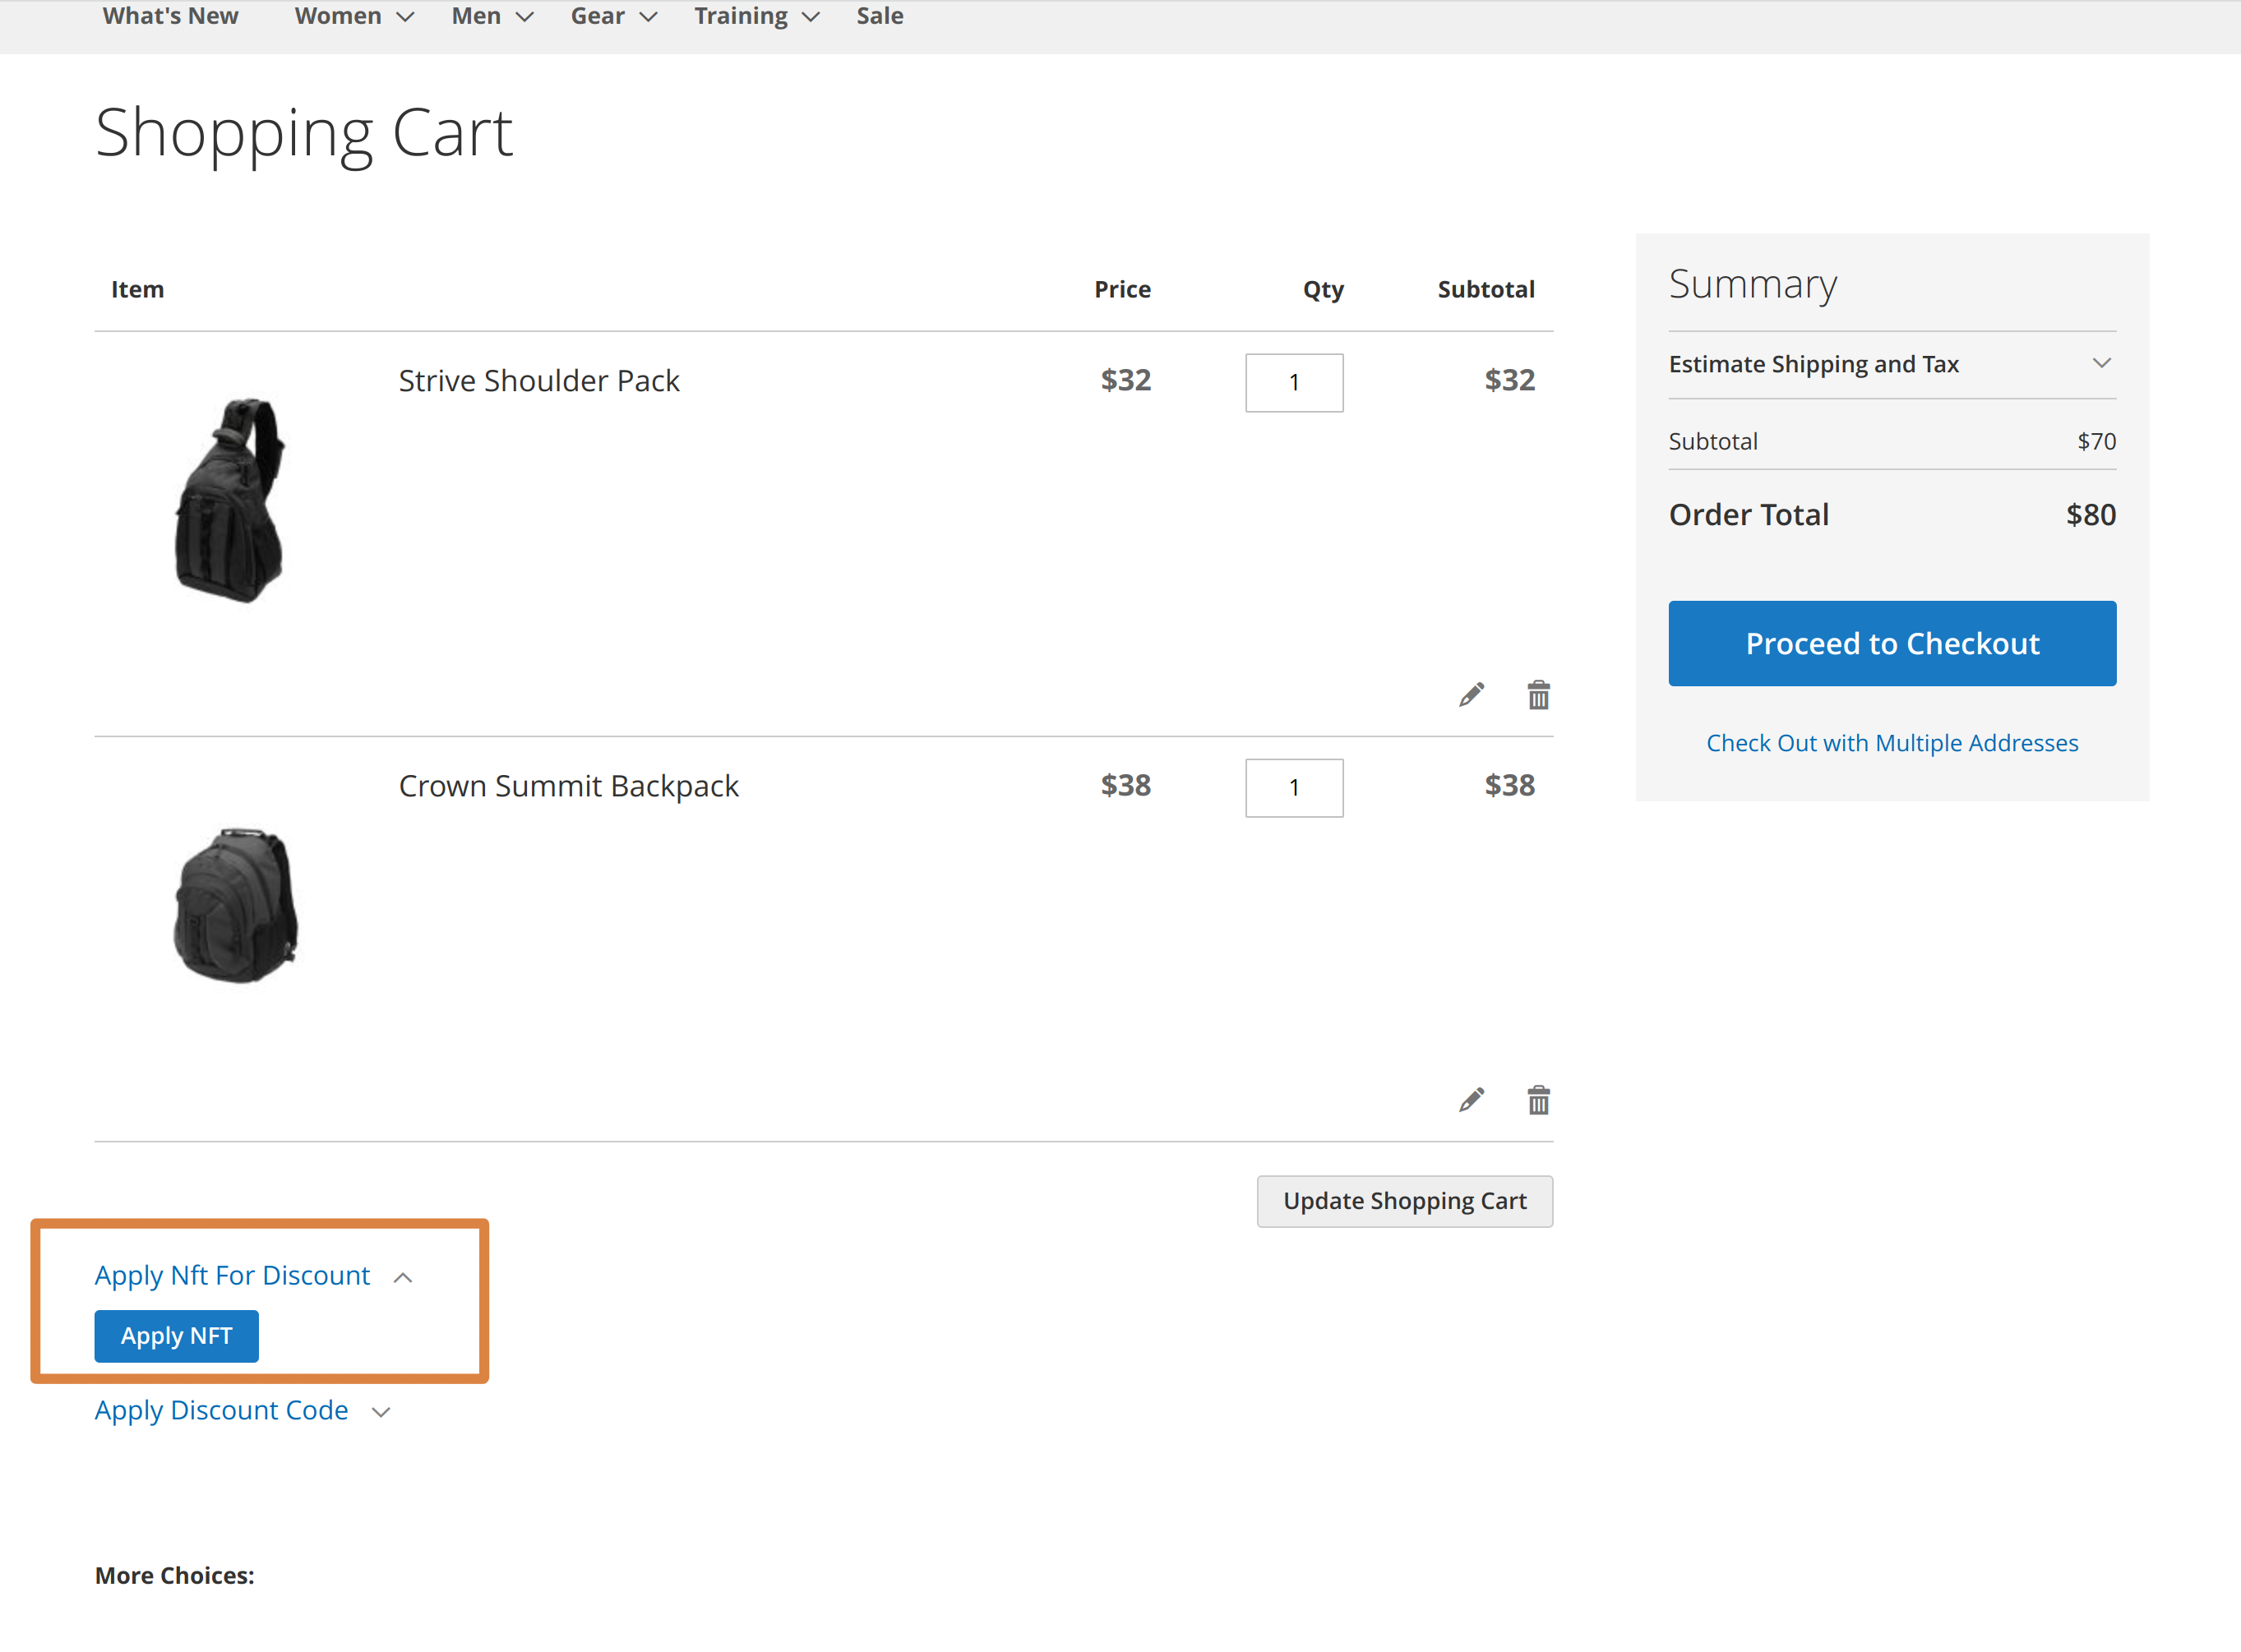 What's New Women Men Gear Training Sale
Shopping Cart
Item Price Qty Subtotal
Strive Shoulder Pack $32 1 $32
Crown Summit Backpack $38 1 $38
Update Shopping Cart
Apply Nft For Discount
Apply NFT
Apply Discount Code
More Choices:
Summary
Estimate Shipping and Tax
Subtotal $70
Order Total $80
Proceed to Checkout
Check Out with Multiple Addresses